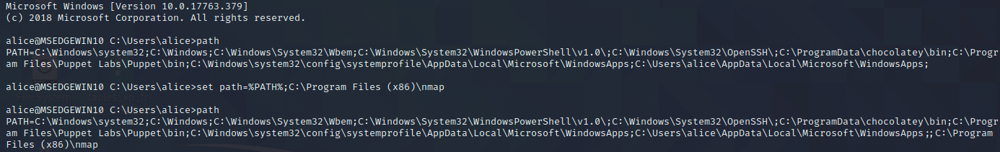 Microsoft Windows [Version 10.0.17763.379]
(c) 2018 Microsoft Corporation. All rights reserved.
alice@MSEDGEWIN10 C:\Users\alice>path
PATH=C:\Windows\system32;C:\Windows;C:\Windows\System32\Wbem;C:\Windows\System32\WindowsPowerShell\v1.0\;C:\Windows\System32\OpenSSH\;C:\ProgramData\chocolatey\bin;C:\Progr
am Files\Puppet Labs\Puppet\bin;C:\Windows\system32\config\systemprofile\AppData\Local\Microsoft\WindowsApps;C:\Users\alice\AppData\Local\Microsoft\WindowsApps;
alice@MSEDGEWIN10 C:\Users\alice>set path=%PATH%;C:\Program Files (x86)\nmap
alice@MSEDGEWIN10 C:\Users\alice>path
PATH=C:\Windows\system32;C:\Windows;C:\Windows\System32\Wbem;C:\Windows\System32\WindowsPowerShell\v1.0\;C:\Windows\System32\OpenSSH\;C:\ProgramData\chocolatey\bin;C:\Progr
am Files\Puppet Labs\Puppet\bin;C:\Windows\system32\config\systemprofile\AppData\Local\Microsoft\WindowsApps;C:\Users\alice\AppData\Local\Microsoft\WindowsApps;;C:\Program
Files (x86)\nmap